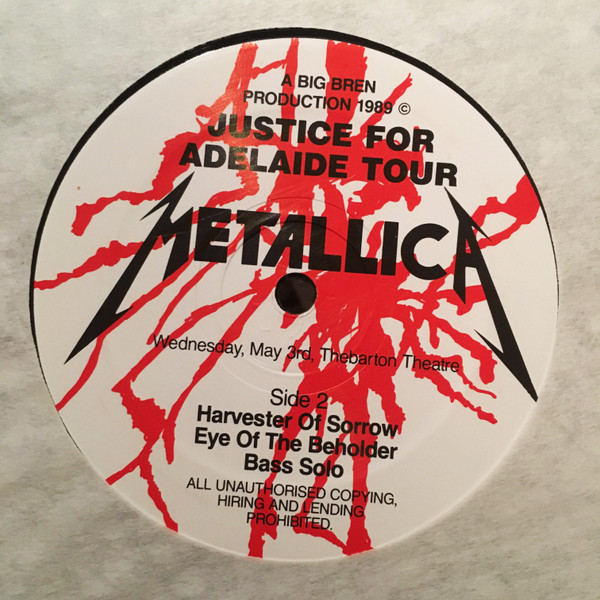 A BIG BREN
PRODUCTION 1989 ©
JUSTICE FOR
ADELAIDE TOUR
METALLICA
Wednesday, May 3rd, Thebarton Theatre
Side 2
Harvester Of Sorrow
Eye Of The Beholder
Bass Solo
ALL UNAUTHORISED COPYING,
HIRING AND LENDING
PROHIBITED.